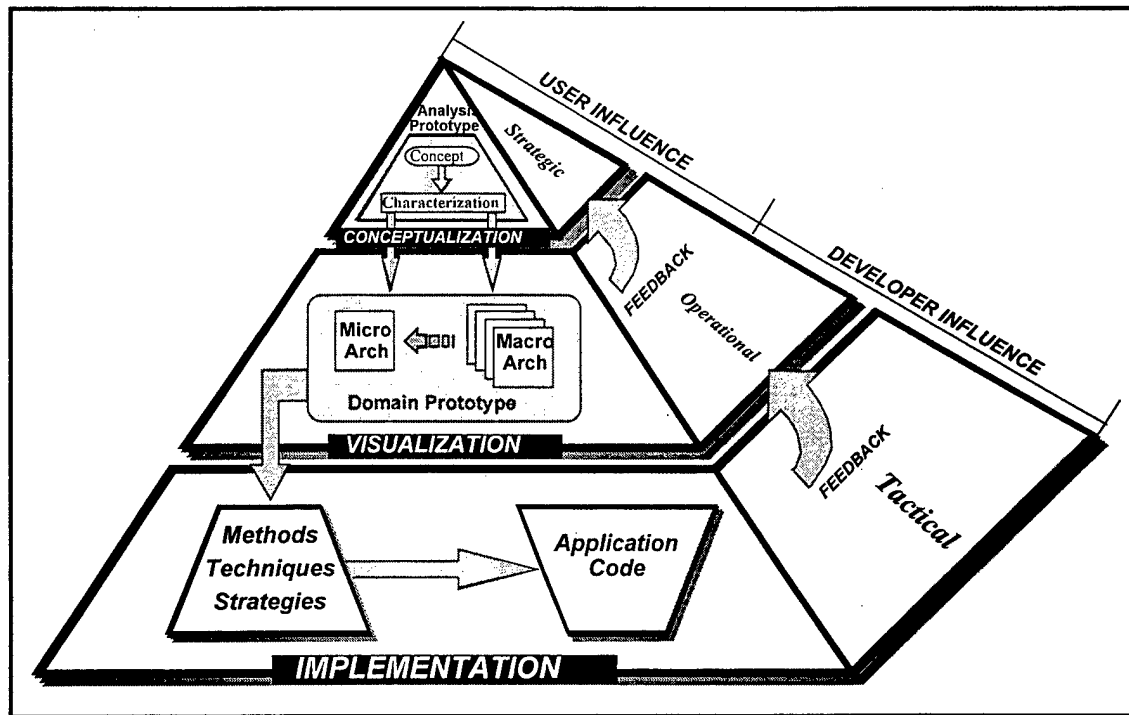 USER INFLUENCE
Analysis
Prototype
Strategic
Concept
Characterization
CONCEPTUALIZATION
DEVELOPER INFLUENCE
FEEDBACK
Operational
Micro
Arch
Macro
Arch
Domain Prototype
VISUALIZATION
FEEDBACK
Tactical
Methods
Techniques
Strategies
Application
Code
IMPLEMENTATION